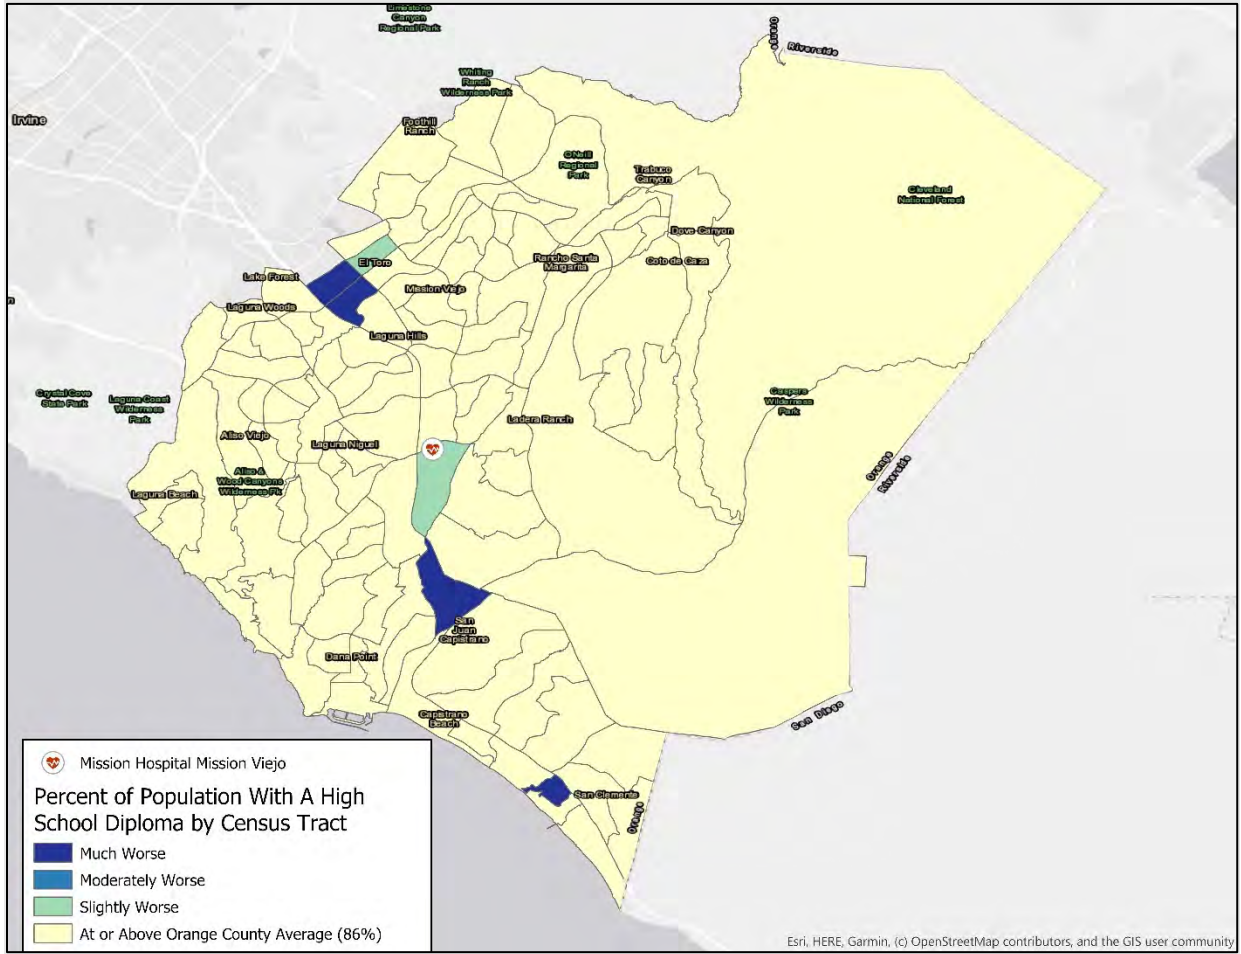 Limestone
Canyon
Regional Park
Orange
Riverside
Whiting
Ranch
Wilderness Park
Irvine
Foothill
Ranch
O'Neill
Regional
Park
Trabuco
Canyon
Cleveland
National Forest
Dove Canyon
El Toro
Rancho Santa
Margarita
Coto de Caza
Lake Forest
Mission Viejo
Laguna Woods
n
Laguna Hills
Crystal Cove
State Park
Laguna Coast
Wilderness
Park
Caspers
Wilderness
Park
Ladera Ranch
Aliso Viejo
Laguna Niguel
Orange
Riverside
Aliso &
Wood Canyons
Wilderness Pk
Laguna Beach
San
Juan
Capistrano
Dana Point
San Diego
Capistrano
Beach
San Clemente
Orange
Mission Hospital Mission Viejo
Percent of Population With A High
School Diploma by Census Tract
Much Worse
Moderately Worse
Slightly Worse
At or Above Orange County Average (86%)
Esri, HERE, Garmin, (c) OpenStreetMap contributors, and the GIS user community